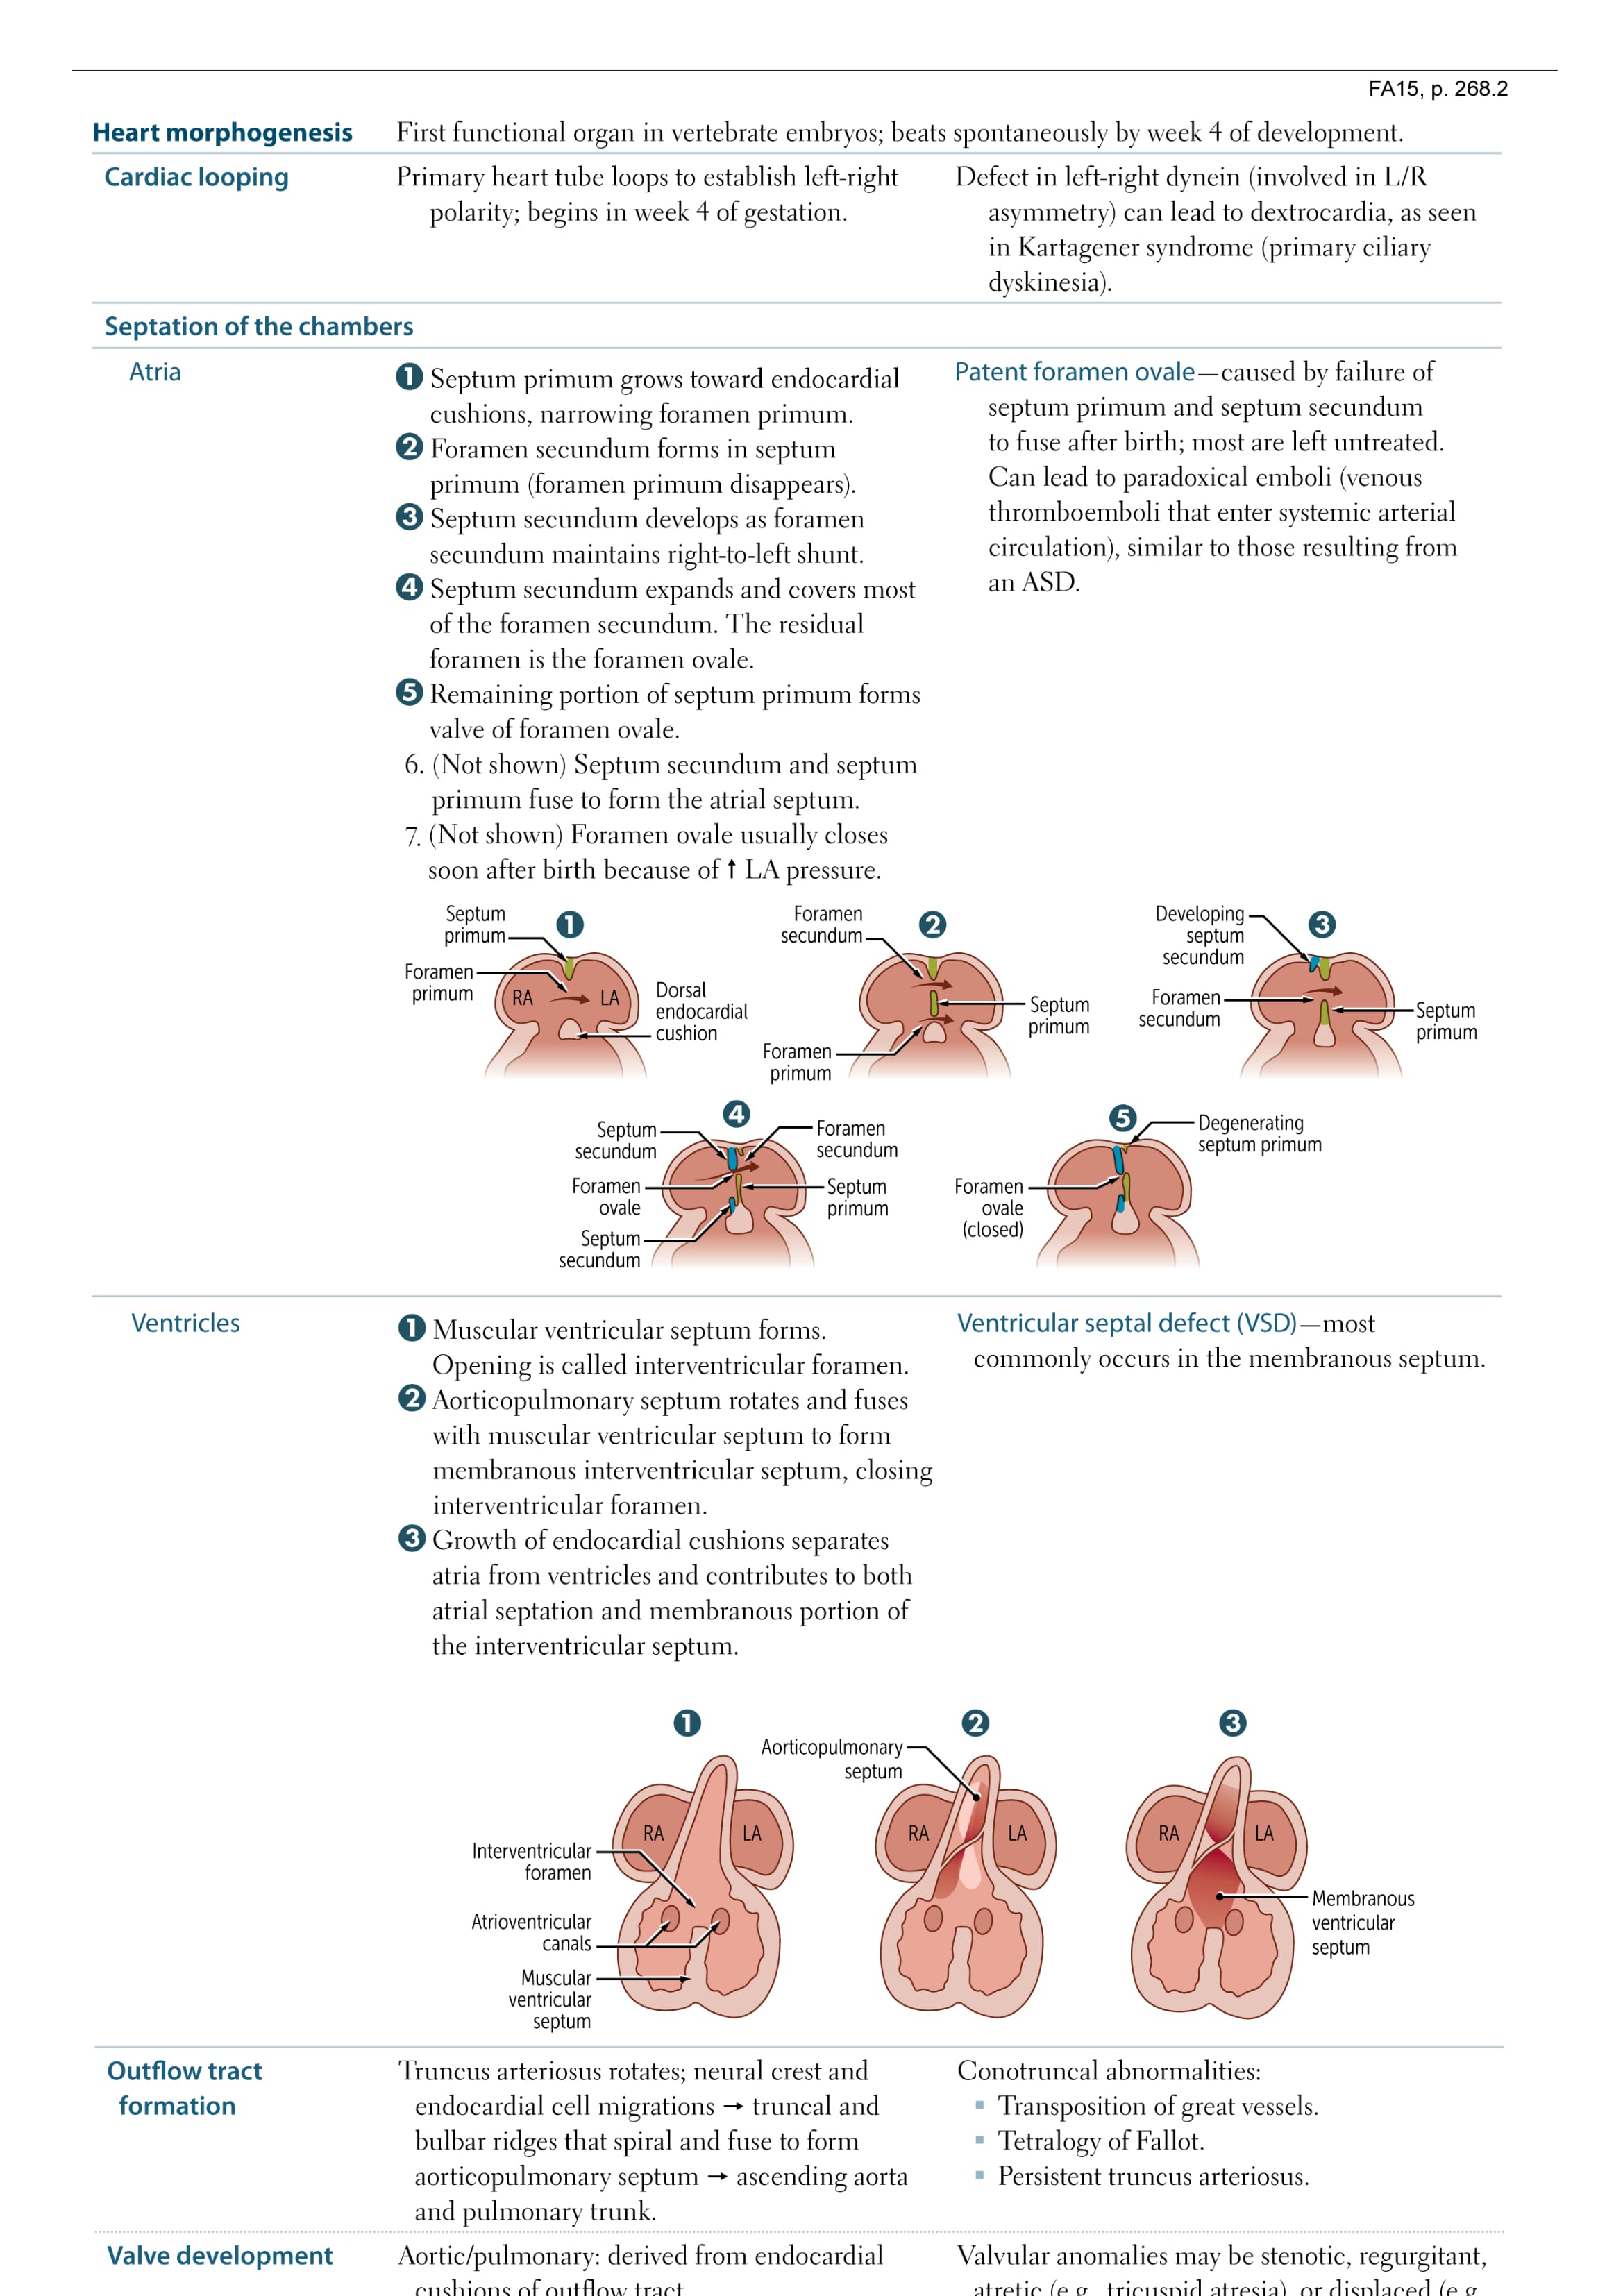 FA15, p. 268.2
Heart morphogenesis
First functional organ in vertebrate embryos; beats spontaneously by week 4 of development.
Cardiac looping
Primary heart tube loops to establish left-right
polarity; begins in week 4 of gestation.
Defect in left-right dynein (involved in L/R
asymmetry) can lead to dextrocardia, as seen
in Kartagener syndrome (primary ciliary
dyskinesia).
Septation of the chambers
Atria
1 Septum primum grows toward endocardial
cushions, narrowing foramen primum.
2 Foramen secundum forms in septum
primum (foramen primum disappears).
3 Septum secundum develops as foramen
secundum maintains right-to-left shunt.
4 Septum secundum expands and covers most
of the foramen secundum. The residual
foramen is the foramen ovale.
5 Remaining portion of septum primum forms
valve of foramen ovale.
6. (Not shown) Septum secundum and septum
primum fuse to form the atrial septum.
7. (Not shown) Foramen ovale usually closes
soon after birth because of ↑ LA pressure.
Patent foramen ovale—caused by failure of
septum primum and septum secundum
to fuse after birth; most are left untreated.
Can lead to paradoxical emboli (venous
thromboemboli that enter systemic arterial
circulation), similar to those resulting from
an ASD.
1
Septum
primum
Foramen
primum
RA
LA
Dorsal
endocardial
cushion
2
Foramen
secundum
Septum
primum
Foramen
primum
3
Developing
septum
secundum
Foramen
secundum
Septum
primum
4
Septum
secundum
Foramen
secundum
Foramen
ovale
Septum
primum
Septum
secundum
5
Degenerating
septum primum
Foramen
ovale
(closed)
Ventricles
1 Muscular ventricular septum forms.
Opening is called interventricular foramen.
2 Aorticopulmonary septum rotates and fuses
with muscular ventricular septum to form
membranous interventricular septum, closing
interventricular foramen.
3 Growth of endocardial cushions separates
atria from ventricles and contributes to both
atrial septation and membranous portion of
the interventricular septum.
Ventricular septal defect (VSD)—most
commonly occurs in the membranous septum.
1
RA
LA
Interventricular
foramen
Atrioventricular
canals
Muscular
ventricular
septum
2
Aorticopulmonary
septum
RA
LA
3
RA
LA
Membranous
ventricular
septum
Outflow tract
formation
Truncus arteriosus rotates; neural crest and
endocardial cell migrations → truncal and
bulbar ridges that spiral and fuse to form
aorticopulmonary septum → ascending aorta
and pulmonary trunk.
Conotruncal abnormalities:
▪ Transposition of great vessels.
▪ Tetralogy of Fallot.
▪ Persistent truncus arteriosus.
Valve development
Aortic/pulmonary: derived from endocardial
cushions of outflow tract.
Valvular anomalies may be stenotic, regurgitant,
atretic (e.g., tricuspid atresia), or displaced (e.g.,